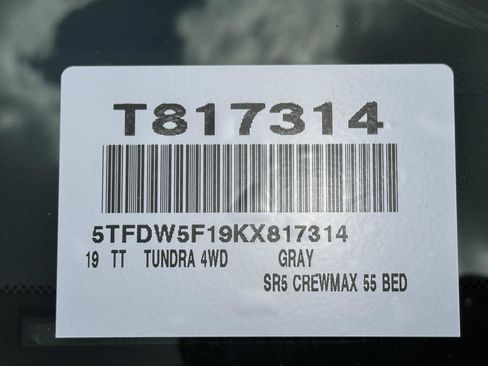 T817314
5TFDW5F19KX817314
19 TT TUNDRA 4WD GRAY
SR5 CREWMAX 55 BED